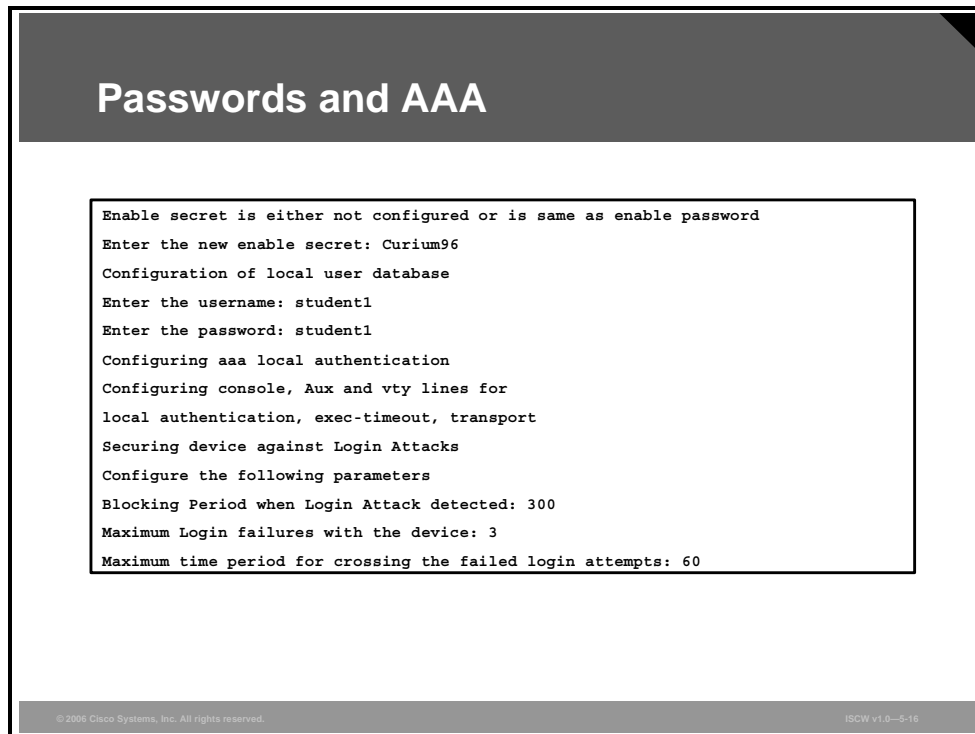 Passwords and AAA
Enable secret is either not configured or is same as enable password
Enter the new enable secret: Curium96
Configuration of local user database
Enter the username: student1
Enter the password: student1
Configuring aaa local authentication
Configuring console, Aux and vty lines for
local authentication, exec-timeout, transport
Securing device against Login Attacks
Configure the following parameters
Blocking Period when Login Attack detected: 300
Maximum Login failures with the device: 3
Maximum time period for crossing the failed login attempts: 60
© 2006 Cisco Systems, Inc. All rights reserved.
ISCW v1.0—5-16